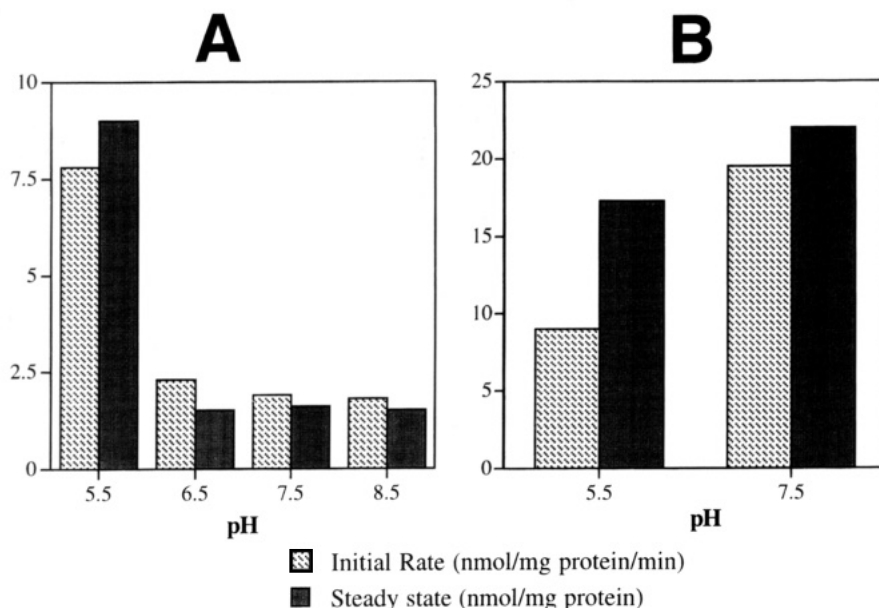 A
10
7.5
5
2.5
0
5.5 6.5 7.5 8.5
pH
B
25
20
15
10
5
0
5.5 7.5
pH
Initial Rate (nmol/mg protein/min)
Steady state (nmol/mg protein)